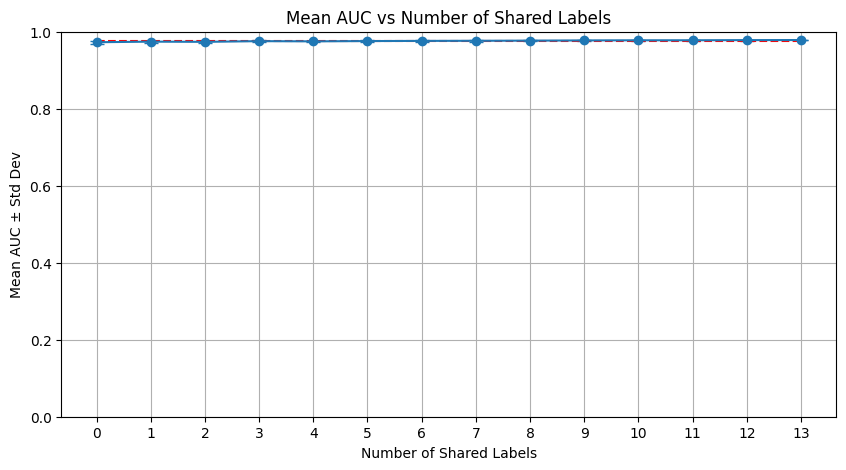 Mean AUC vs Number of Shared Labels
1.0
0.8
0.6
0.4
0.2
0.0
Mean AUC ± Std Dev
0 1 2 3 4 5 6 7 8 9 10 11 12 13
Number of Shared Labels